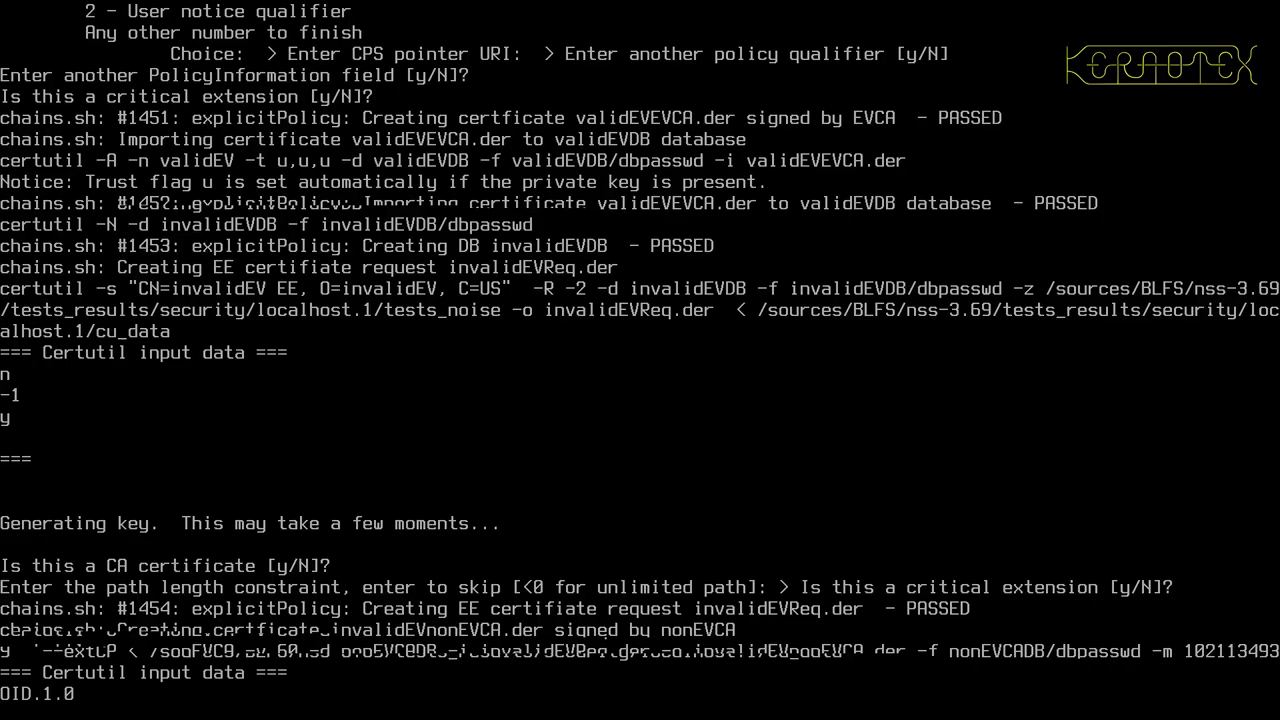 2 - User notice qualifier
Any other number to finish
Choice:  > Enter CPS pointer URI:  > Enter another policy qualifier [y/N]
KERAOTEX
Enter another PolicyInformation field [y/N]?
Is this a critical extension [y/N]?
chains.sh: #1451: explicitPolicy: Creating certficate validEVEVCA.der signed by EVCA  - PASSED
chains.sh: Importing certificate validEVEVCA.der to validEVDB database
certutil -A -n validEV -t u,u,u -d validEVDB -f validEVDB/dbpasswd -i validEVEVCA.der
Notice: Trust flag u is set automatically if the private key is present.
chains.sh: #1452: explicitPolicy: Importing certificate validEVEVCA.der to validEVDB database  - PASSED
certutil -N -d invalidEVDB -f invalidEVDB/dbpasswd
chains.sh: #1453: explicitPolicy: Creating DB invalidEVDB  - PASSED
chains.sh: Creating EE certifiate request invalidEVReq.der
certutil -s "CN=invalidEV EE, O=invalidEV, C=US"  -R -2 -d invalidEVDB -f invalidEVDB/dbpasswd -z /sources/BLFS/nss-3.69
/tests_results/security/localhost.1/tests_noise -o invalidEVReq.der  < /sources/BLFS/nss-3.69/tests_results/security/loc
alhost.1/cu_data
=== Certutil input data ===
n
-1
y
===
Generating key.  This may take a few moments...
Is this a CA certificate [y/N]?
Enter the path length constraint, enter to skip [<0 for unlimited path]: > Is this a critical extension [y/N]?
chains.sh: #1454: explicitPolicy: Creating EE certifiate request invalidEVReq.der  - PASSED
chains.sh: Creating certficate invalidEVnonEVCA.der signed by nonEVCA
.der -f nonEVCADB/dbpasswd -m 102113493
=== Certutil input data ===
OID.1.0